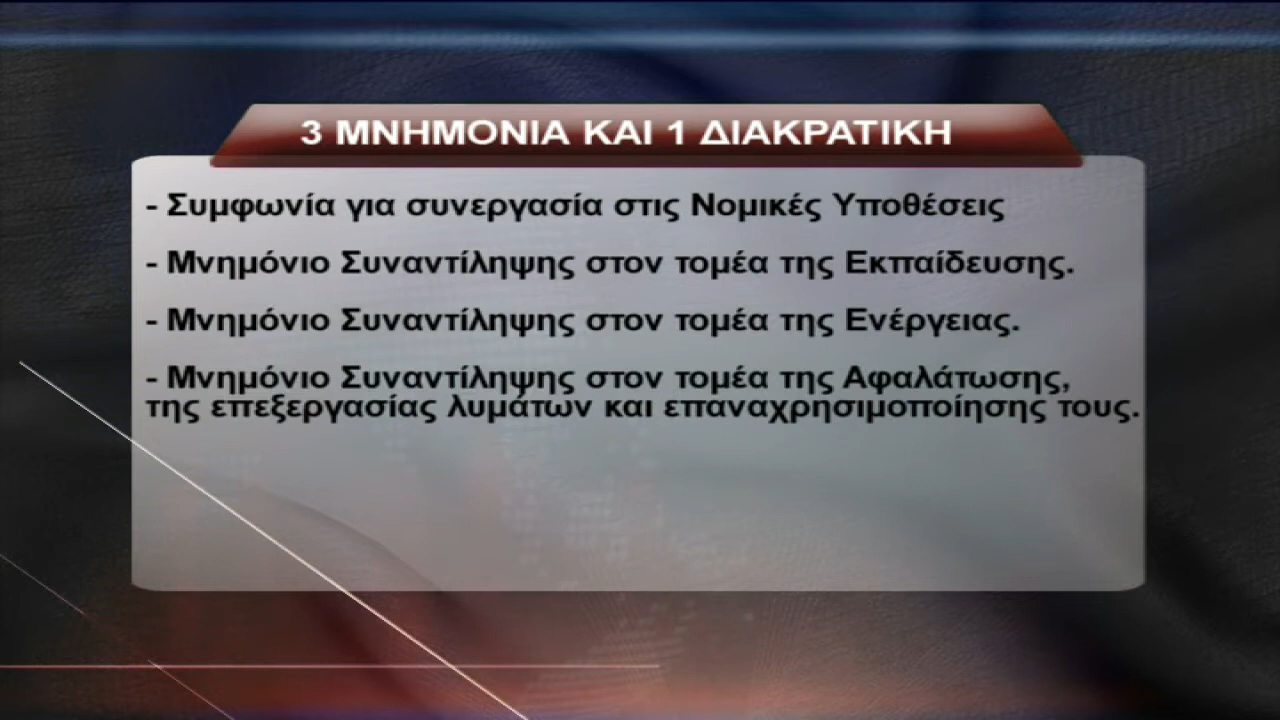 3 ΜΝΗΜΟΝΙΑ ΚΑΙ 1 ΔΙΑΚΡΑΤΙΚΗ
- Συμφωνία για συνεργασία στις Νομικές Υποθέσεις
- Μνημόνιο Συναντίληψης στον τομέα της Εκπαίδευσης.
- Μνημόνιο Συναντίληψης στον τομέα της Ενέργειας.
- Μνημόνιο Συναντίληψης στον τομέα της Αφαλάτωσης,
της επεξεργασίας λυμάτων και επαναχρησιμοποίησης τους.